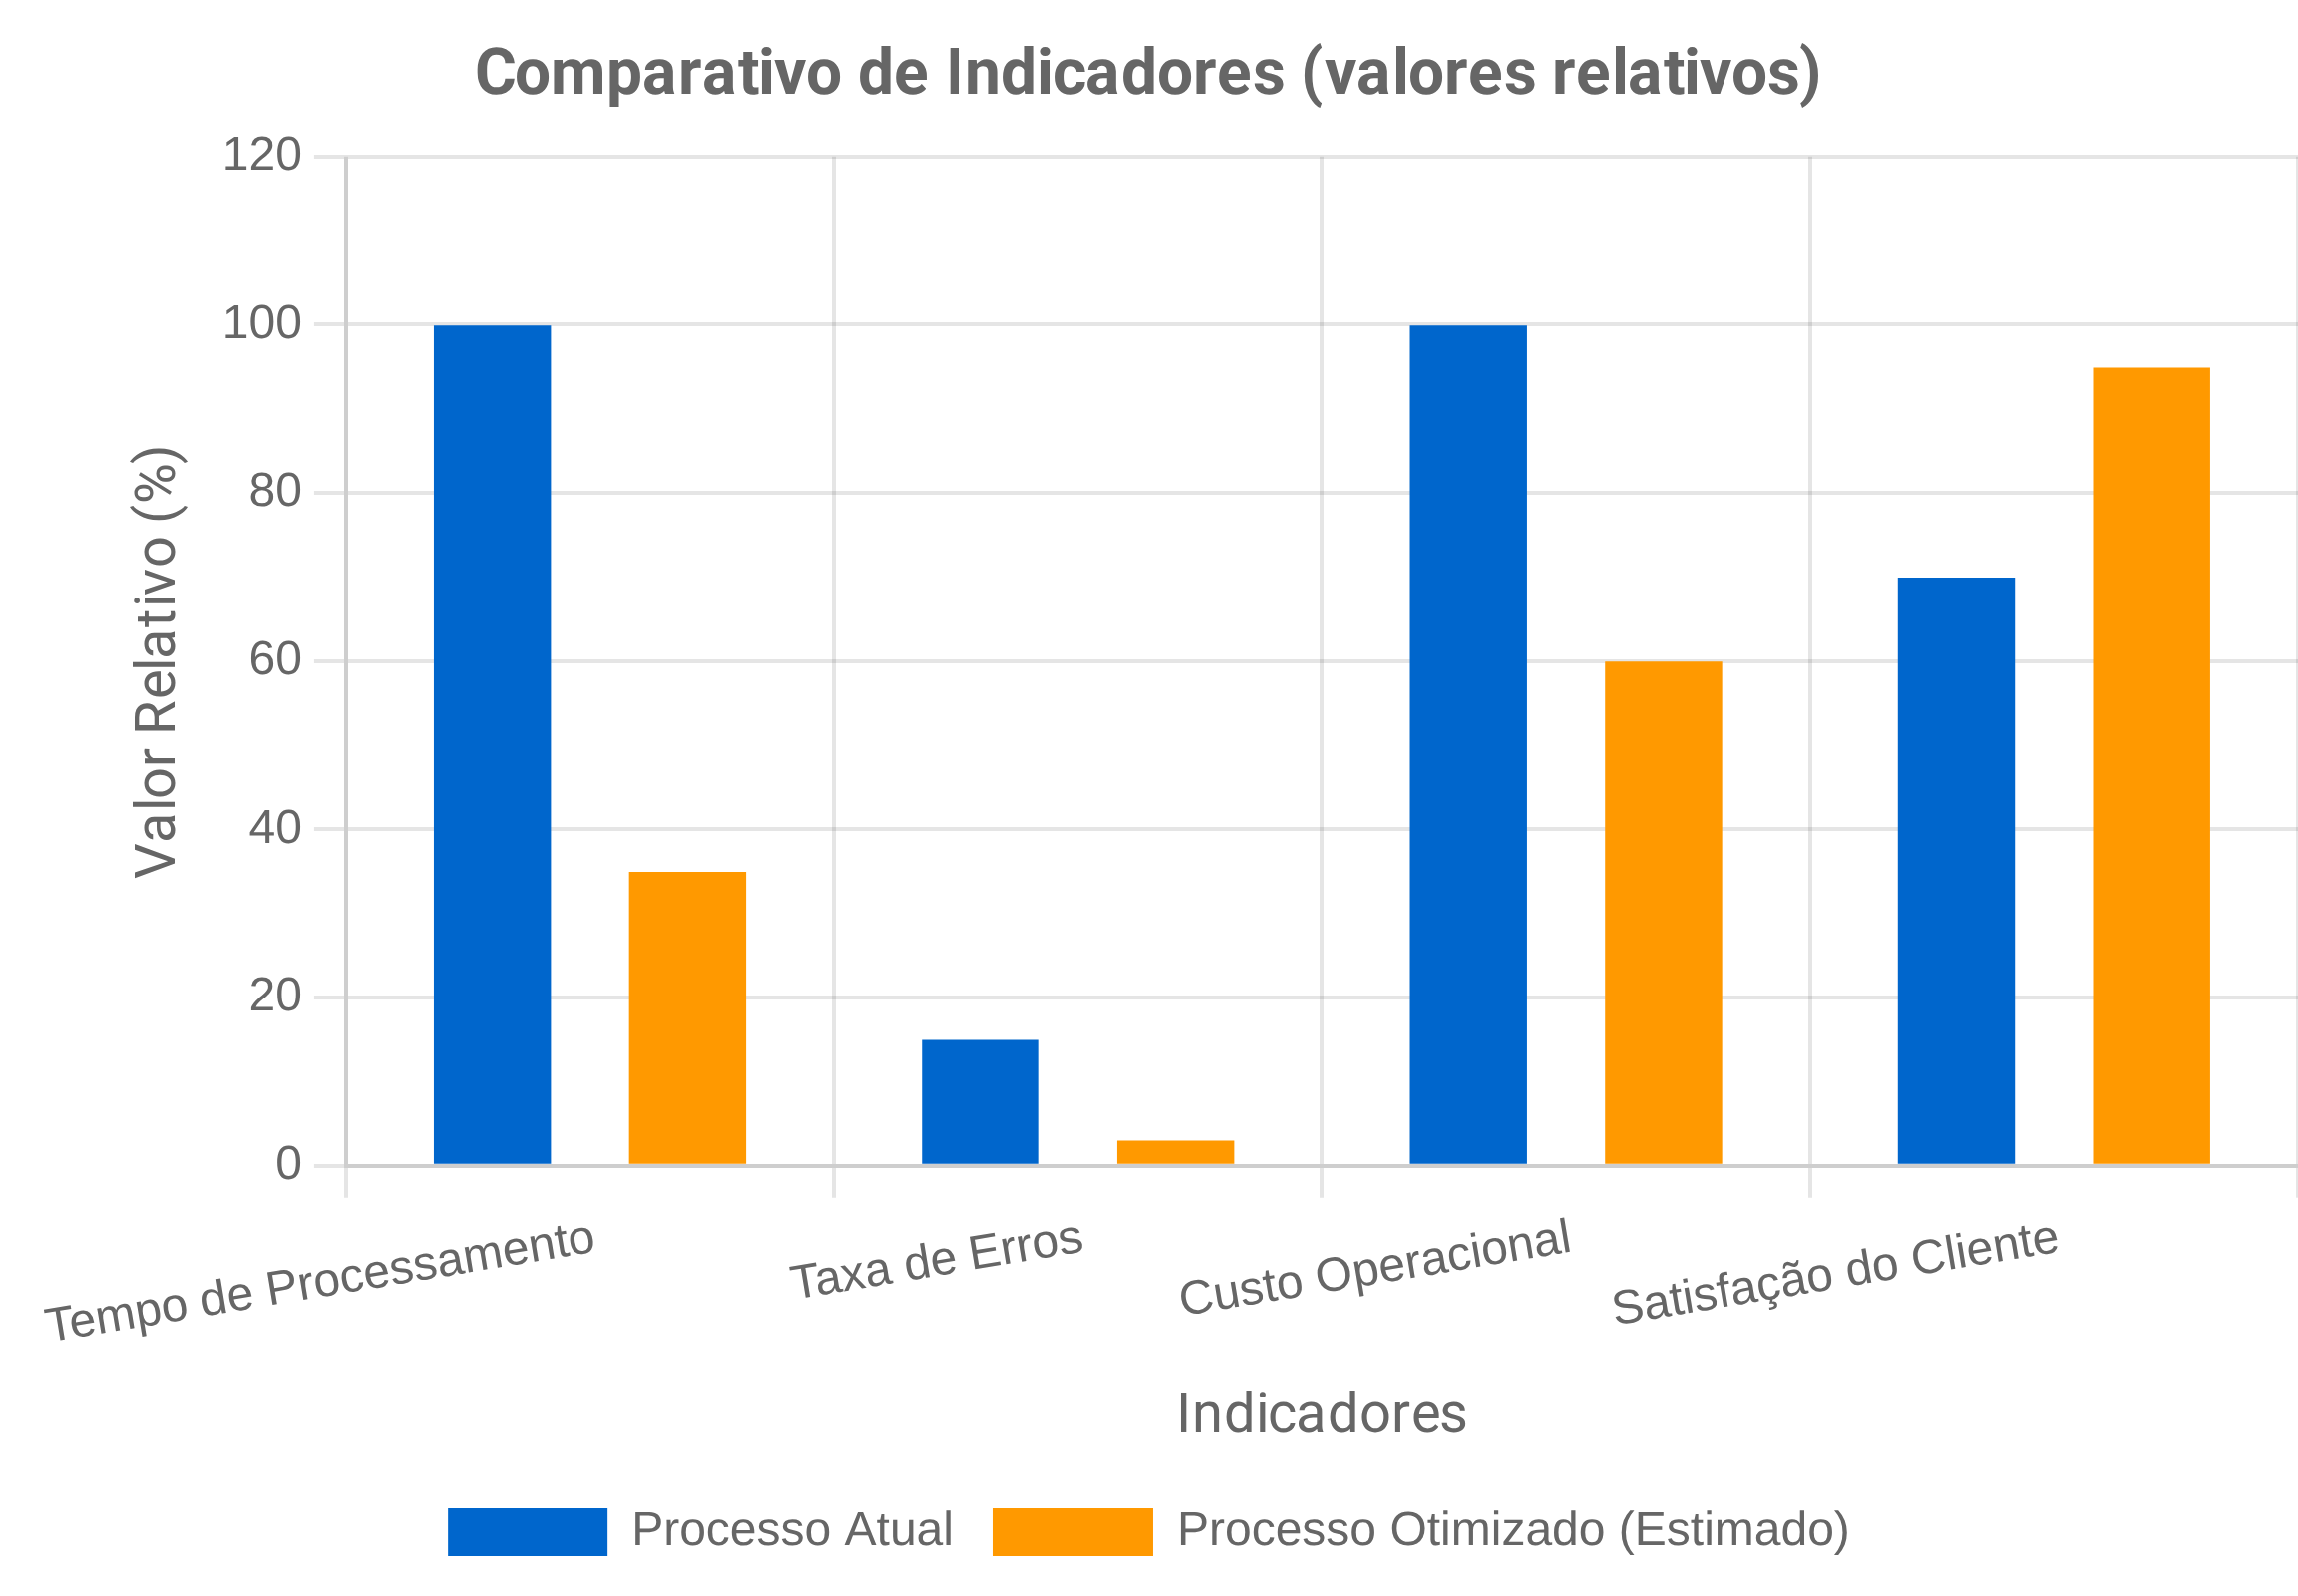 Comparativo de Indicadores (valores relativos)
120
100
80
60
40
20
0
Valor Relativo (%)
Tempo de Processamento
Taxa de Erros
Custo Operacional
Satisfação do Cliente
Indicadores
Processo Atual
Processo Otimizado (Estimado)